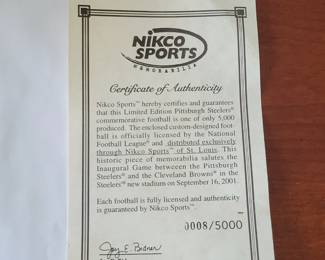 NiKCO
SPORTS™
MEMORABILIA
Certificate of Authenticity
Nikco Sports™ hereby certifies and guarantees
that this Limited Edition Pittsburgh Steelers®
commemorative football is one of only 5,000
produced. The enclosed custom-designed foot-
ball is officially licensed by the National
Football League® and distributed exclusively
through Nikco Sports™ of St. Louis. This
historic piece of memorabilia salutes the
Inaugural Game between the Pittsburgh
Steelers® and the Cleveland Browns® in the
Steelers® new stadium on September 16, 2001.
Each football is fully licensed and authenticity
is guaranteed by Nikco Sports™.
0008/5000